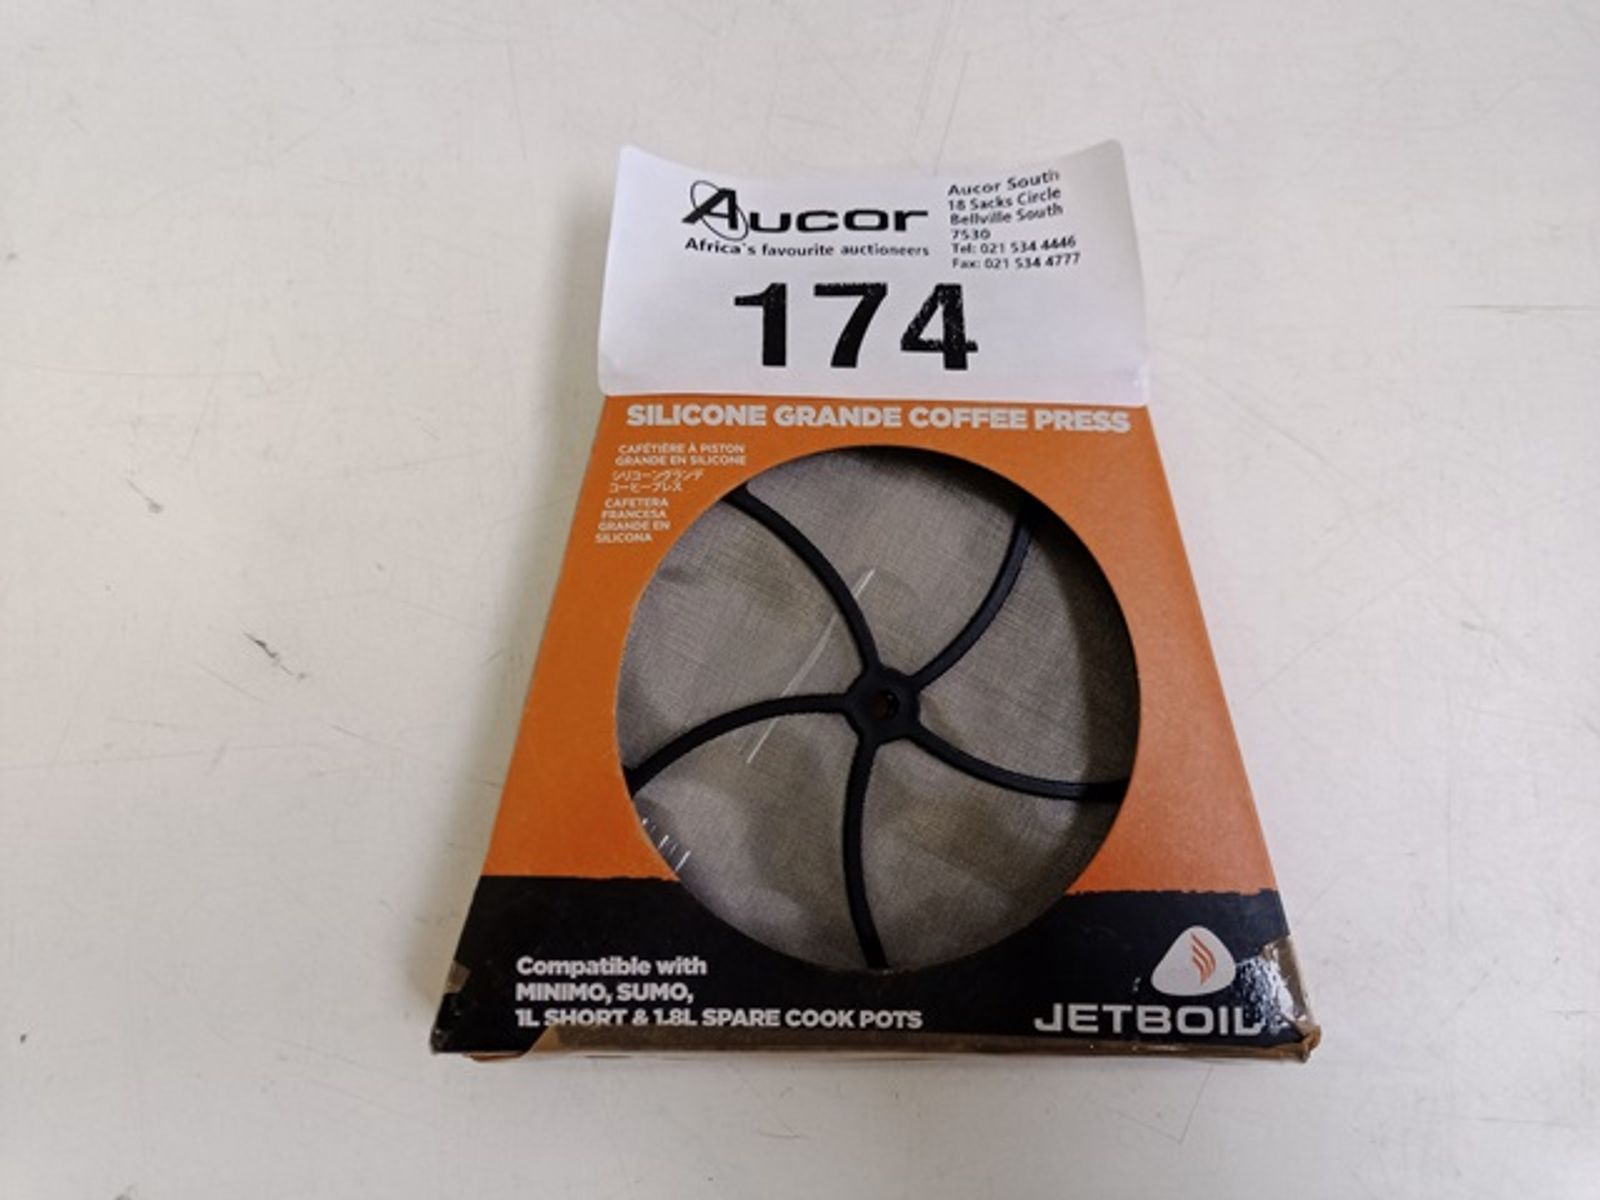 Aucor
Africa's favourite auctioneers
Aucor South
18 Sacks Circle
Bellville South
7530
Tel: 021 534 4446
Fax: 021 534 4777
174
SILICONE GRANDE COFFEE PRESS
CAFÉTIÈRE À PISTON
GRANDE EN SILICONE
シリコーングランデ
コーヒープレス
CAFETERA
FRANCESA
GRANDE EN
SILICONA
Compatible with
MINIMO, SUMO,
1L SHORT & 1.8L SPARE COOK POTS
JETBOIL